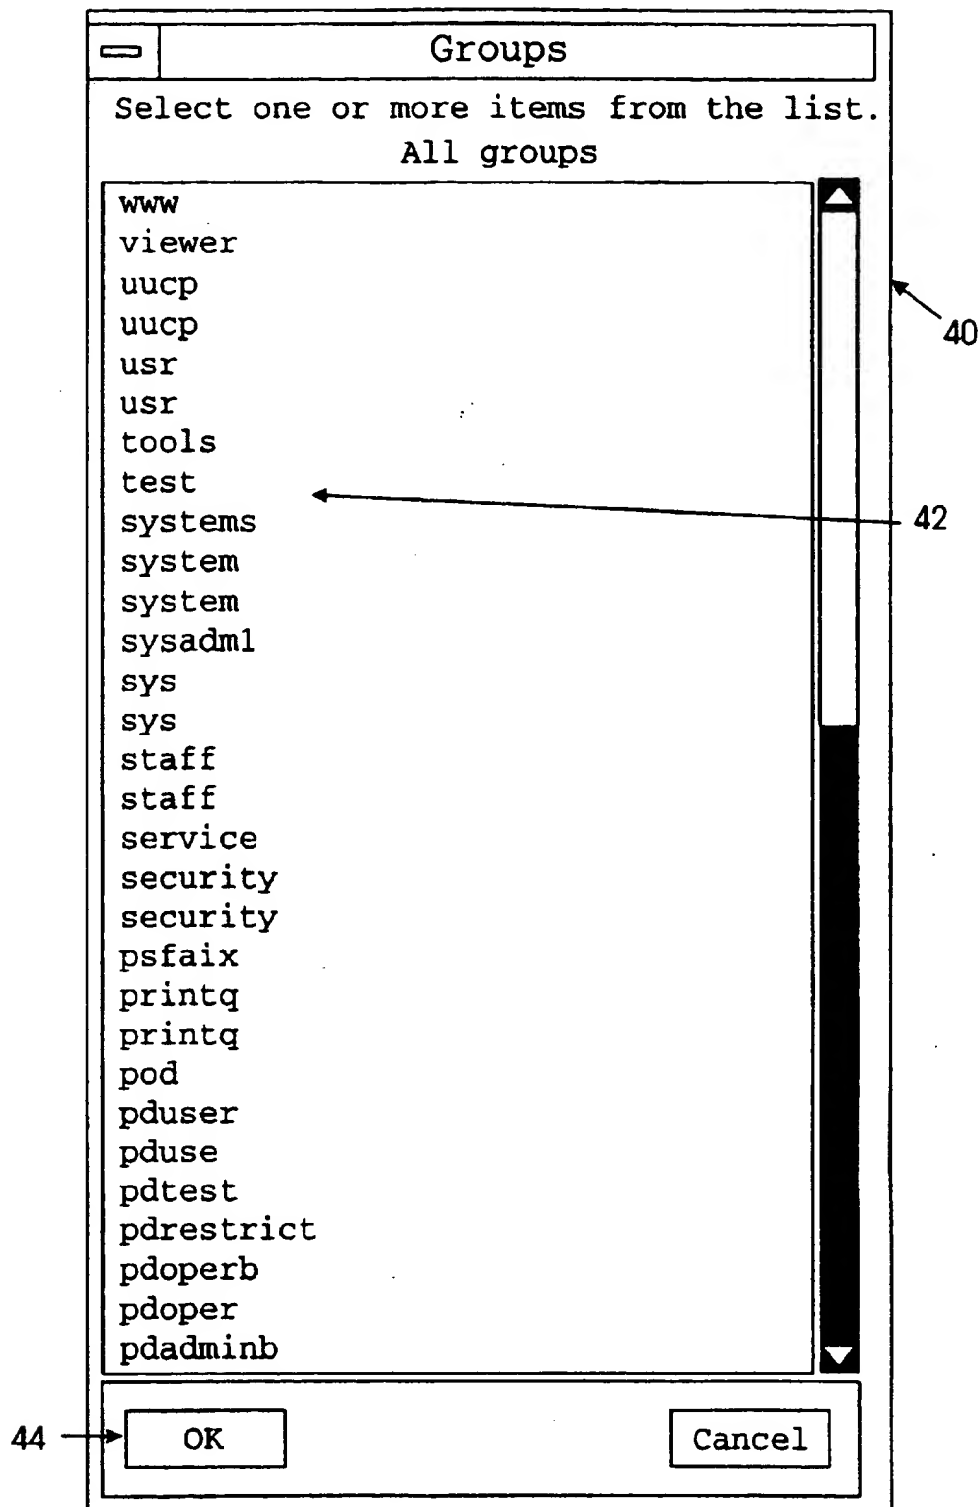 Groups
Select one or more items from the list.
All groups
www
viewer
uucp
uucp
usr
usr
tools
test
systems
system
system
sysadm1
sys
sys
staff
staff
service
security
security
psfaix
printq
printq
pod
pduser
pduse
pdtest
pdrestrict
pdoperb
pdoper
pdadminb
40
42
44
OK
Cancel